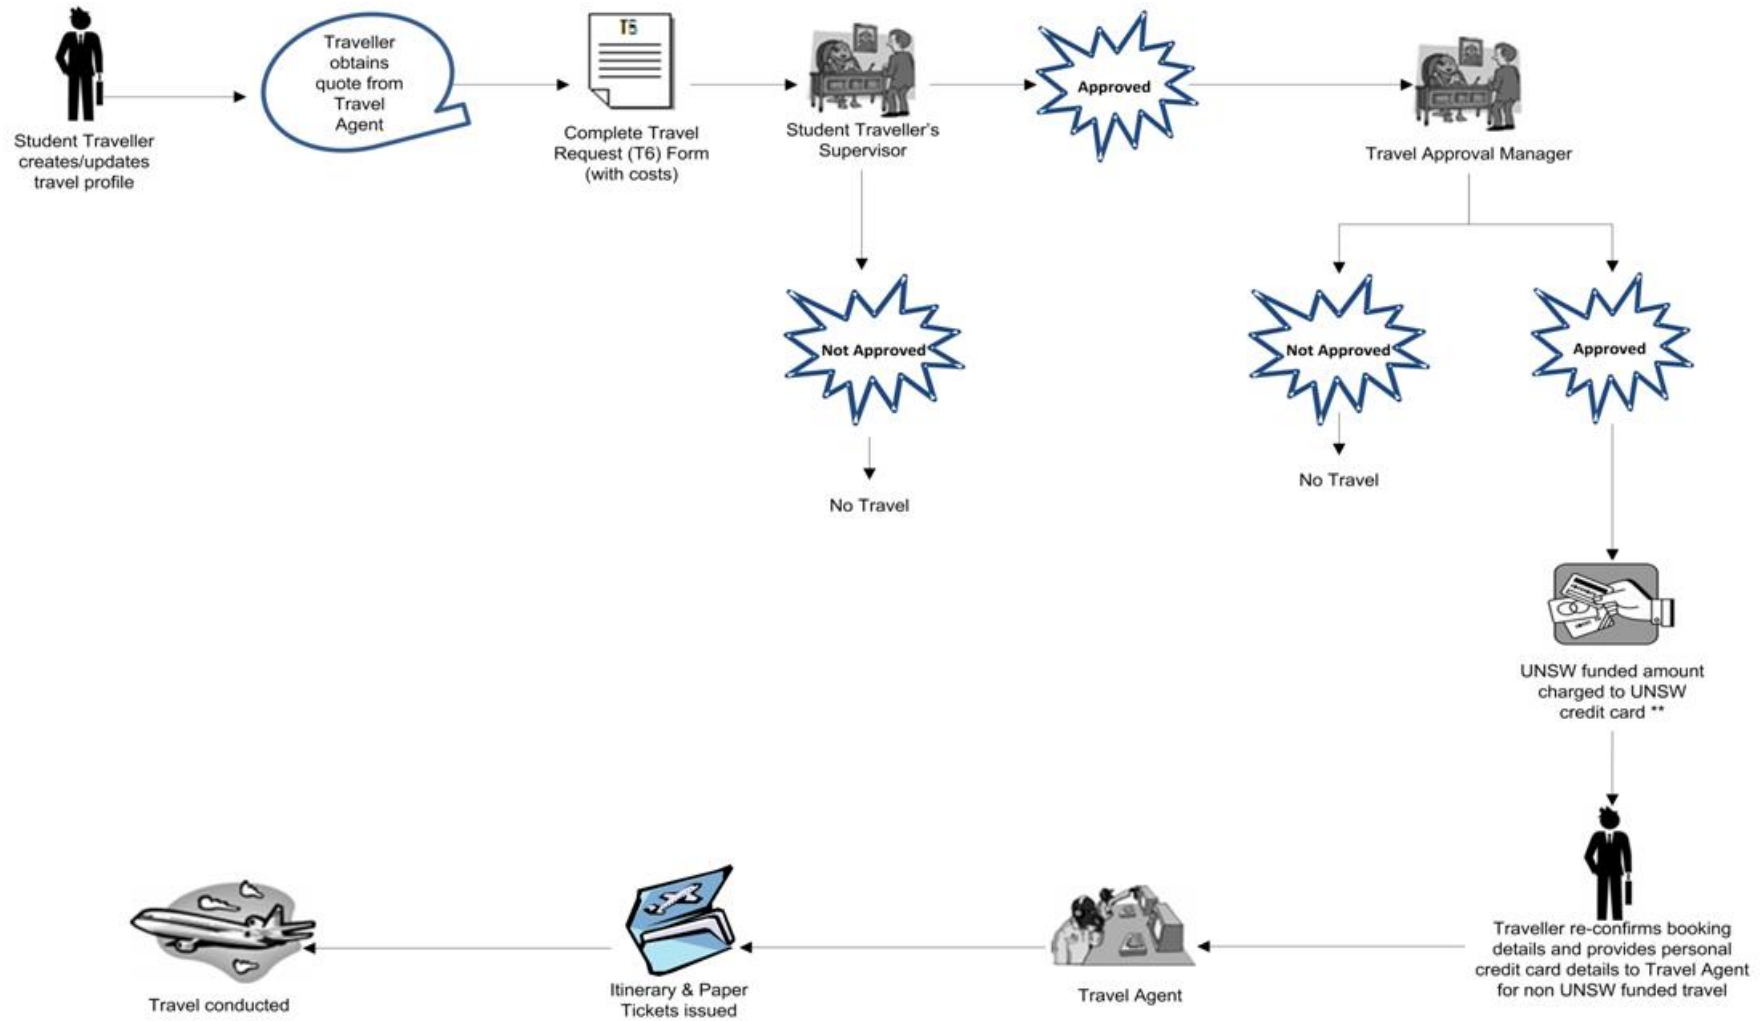 Student Traveller
creates/updates
travel profile
Traveller
obtains
quote from
Travel
Agent
T6
Complete Travel
Request (T6) Form
(with costs)
Student Traveller's
Supervisor
Approved
Travel Approval Manager
Not Approved
No Travel
Not Approved
No Travel
Approved
UNSW funded amount
charged to UNSW
credit card **
Traveller re-confirms booking
details and provides personal
credit card details to Travel Agent
for non UNSW funded travel
Travel Agent
Itinerary & Paper
Tickets issued
Travel conducted